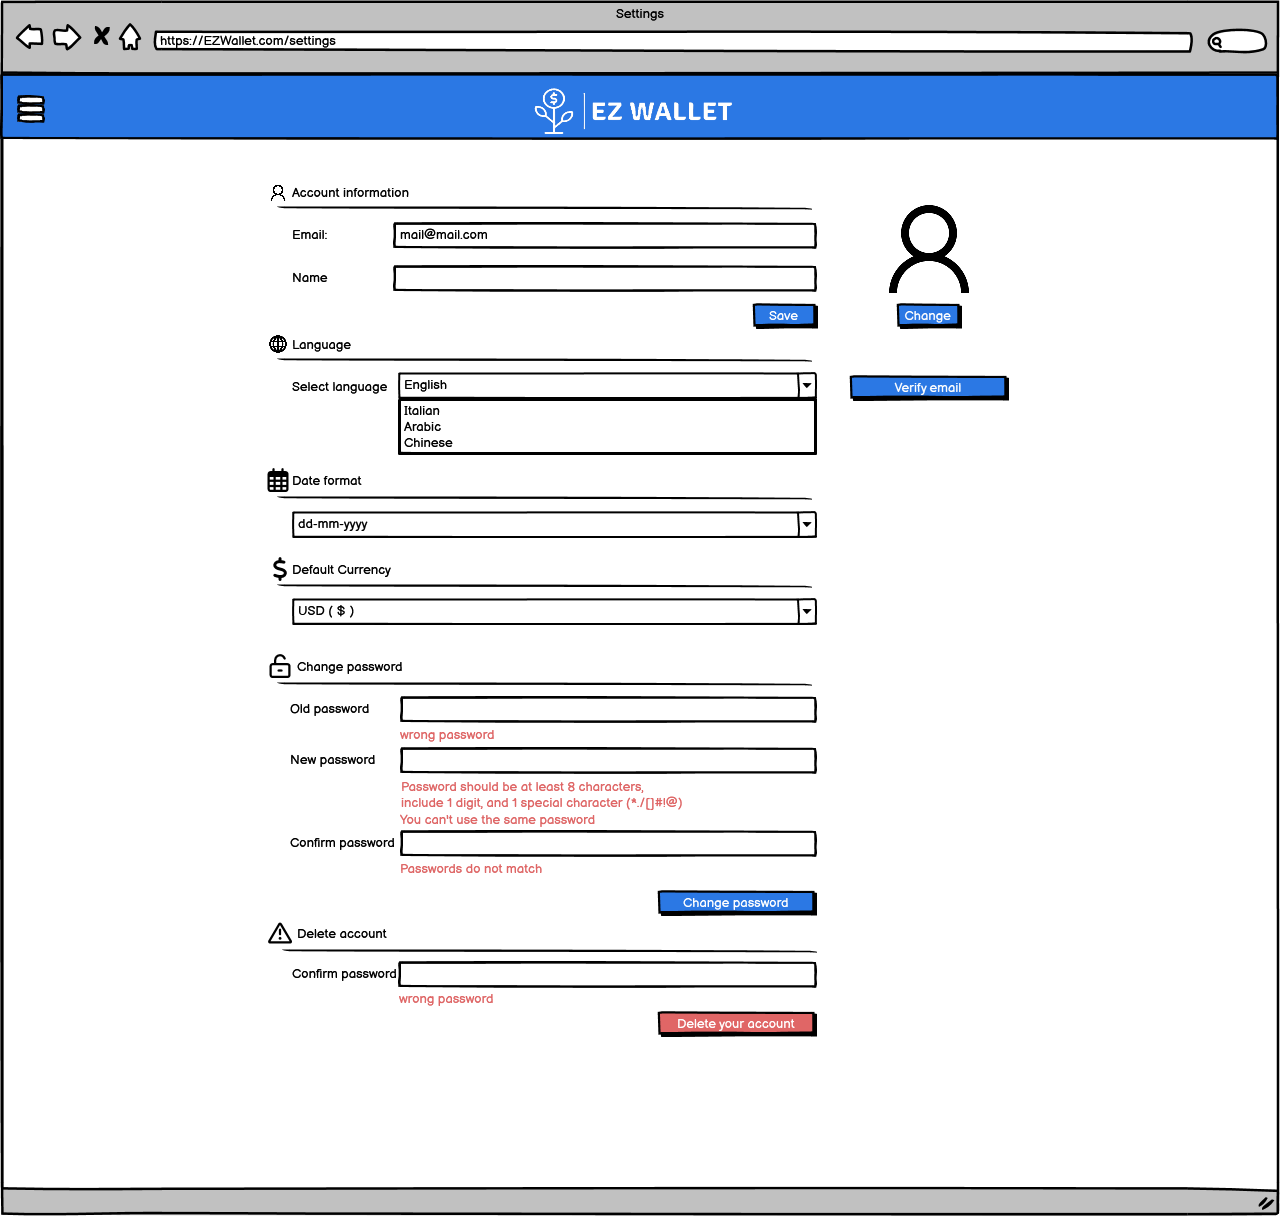 Settings
https://EZWallet.com/settings
EZ WALLET
Account information
Email:
mail@mail.com
Name
Save
Change
Language
Select language
English
Verify email
Italian
Arabic
Chinese
Date format
dd-mm-yyyy
Default Currency
USD ( $ )
Change password
Old password
wrong password
New password
Password should be at least 8 characters,
include 1 digit, and 1 special character (*./[]#!@)
You can't use the same password
Confirm password
Passwords do not match
Change password
Delete account
Confirm password
wrong password
Delete your account